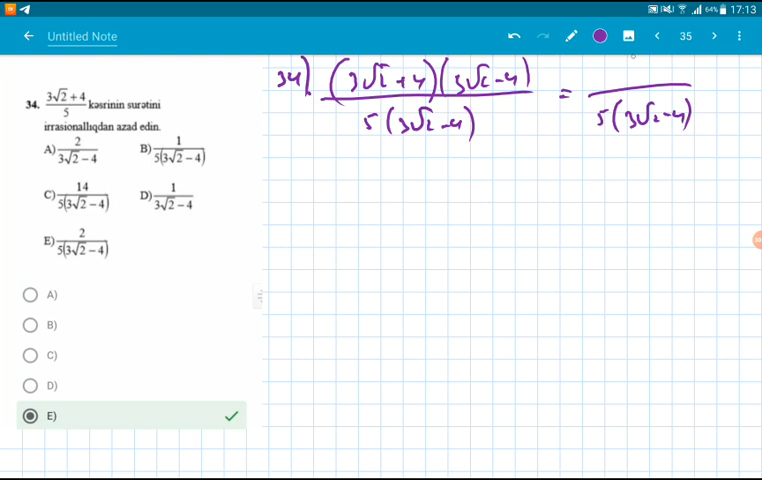 64% 17:13
Untitled Note
35
34. (3√2 + 4)/5 kəsrinin surətini
irrasionallıqdan azad edin.
A) 2/(3√2 − 4) B) 1/(5(3√2 − 4))
C) 14/(5(3√2 − 4)) D) 1/(3√2 − 4)
E) 2/(5(3√2 − 4))
A)
B)
C)
D)
E)
34). (3√2+4)(3√2−4)/(5(3√2−4)) = /(5(3√2−4))